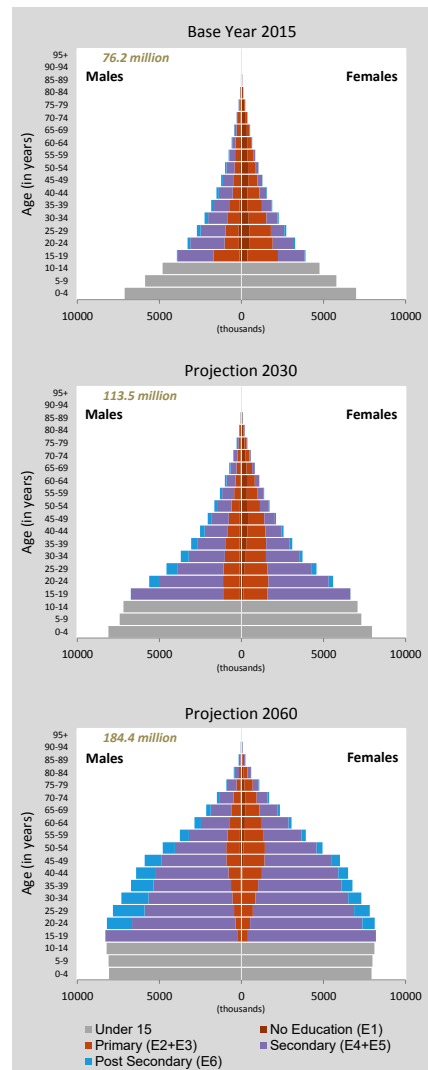 Base Year 2015
76.2 million
Males
Females
Age (in years)
95+
90-94
85-89
80-84
75-79
70-74
65-69
60-64
55-59
50-54
45-49
40-44
35-39
30-34
25-29
20-24
15-19
10-14
5-9
0-4
10000 5000 0 5000 10000
(thousands)
Projection 2030
113.5 million
Males
Females
Age (in years)
95+
90-94
85-89
80-84
75-79
70-74
65-69
60-64
55-59
50-54
45-49
40-44
35-39
30-34
25-29
20-24
15-19
10-14
5-9
0-4
10000 5000 0 5000 10000
(thousands)
Projection 2060
184.4 million
Males
Females
Age (in years)
95+
90-94
85-89
80-84
75-79
70-74
65-69
60-64
55-59
50-54
45-49
40-44
35-39
30-34
25-29
20-24
15-19
10-14
5-9
0-4
10000 5000 0 5000 10000
(thousands)
Under 15 No Education (E1)
Primary (E2+E3) Secondary (E4+E5)
Post Secondary (E6)